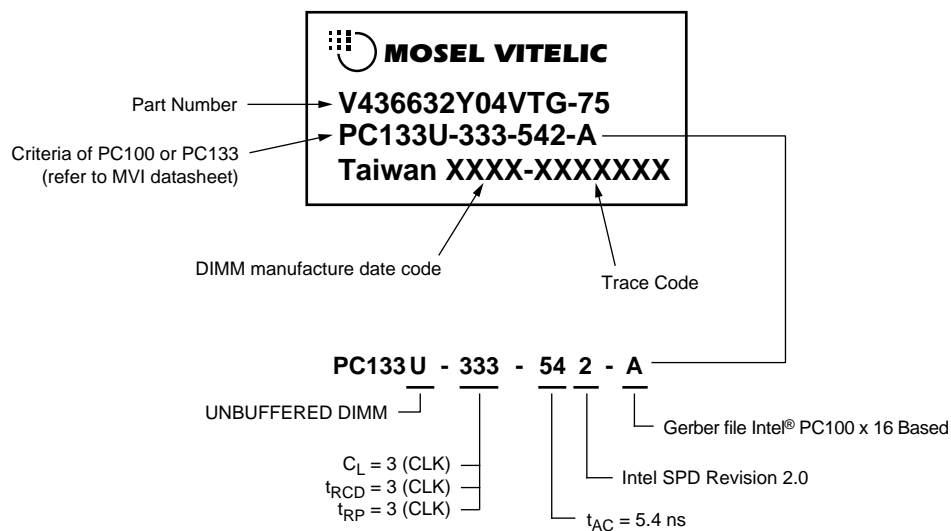 MOSEL VITELIC
Part Number
V436632Y04VTG-75
Criteria of PC100 or PC133
(refer to MVI datasheet)
PC133U-333-542-A
Taiwan XXXX-XXXXXXX
DIMM manufacture date code
Trace Code
PC133 U - 333 - 54 2 - A
UNBUFFERED DIMM
Gerber file Intel® PC100 x 16 Based
CL = 3 (CLK)
tRCD = 3 (CLK)
tRP = 3 (CLK)
Intel SPD Revision 2.0
tAC = 5.4 ns